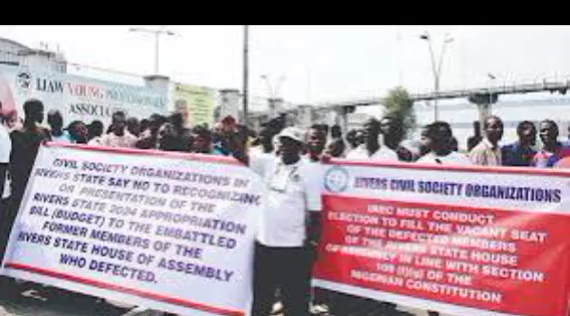 IJAW YOUNG PROFESSIONALS
ASSOCIATION
CIVIL SOCIETY ORGANIZATIONS IN
RIVERS STATE SAY NO TO RECOGNIZING
OR PRESENTATION OF THE
RIVERS STATE 2024 APPROPRIATION
BILL (BUDGET) TO THE EMBATTLED
FORMER MEMBERS OF THE
RIVERS STATE HOUSE OF ASSEMBLY
WHO DEFECTED.
RIVERS CIVIL SOCIETY ORGANIZATIONS
INEC MUST CONDUCT
ELECTION TO FILL THE VACANT SEAT
OF THE DEFECTED MEMBERS
OF THE RIVERS STATE HOUSE
OF ASSEMBLY IN LINE WITH SECTION
OF THE
NIGERIAN CONSTITUTION